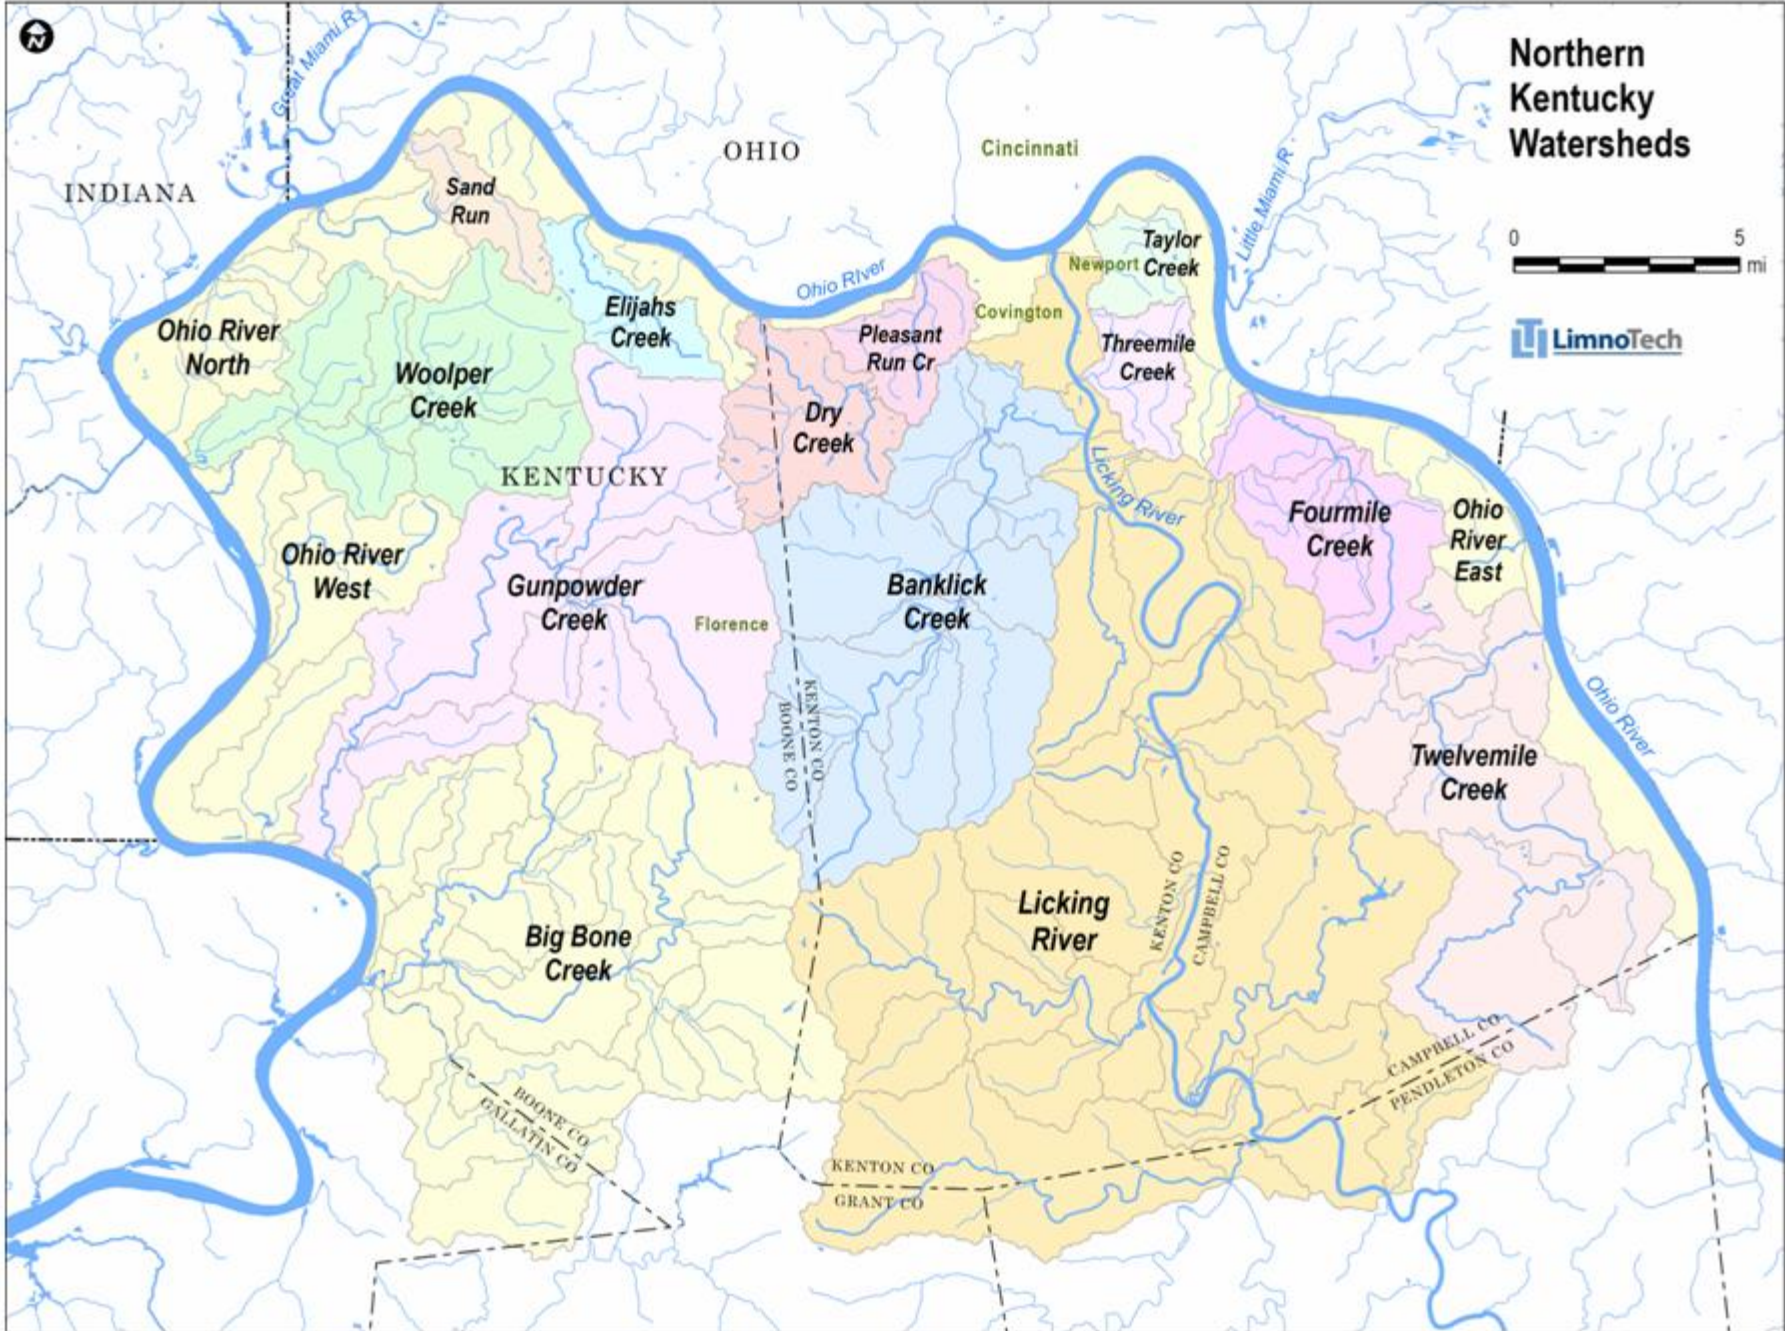 N
Northern
Kentucky
Watersheds
0 5
mi
LimnoTech
Great Miami R
INDIANA
OHIO
Cincinnati
Little Miami R
Sand
Run
Taylor
Creek
Newport
Ohio RIver
Elijahs
Creek
Covington
Ohio River
North
Pleasant
Run Cr
Threemile
Creek
Woolper
Creek
Dry
Creek
KENTUCKY
Licking River
Fourmile
Creek
Ohio
River
East
Ohio River
West
Gunpowder
Creek
Florence
Banklick
Creek
KENTON CO
BOONE CO
Ohio River
Twelvemile
Creek
Licking
River
KENTON CO
CAMPBELL CO
Big Bone
Creek
CAMPBELL CO
PENDLETON CO
BOONE CO
GALLATIN CO
KENTON CO
GRANT CO